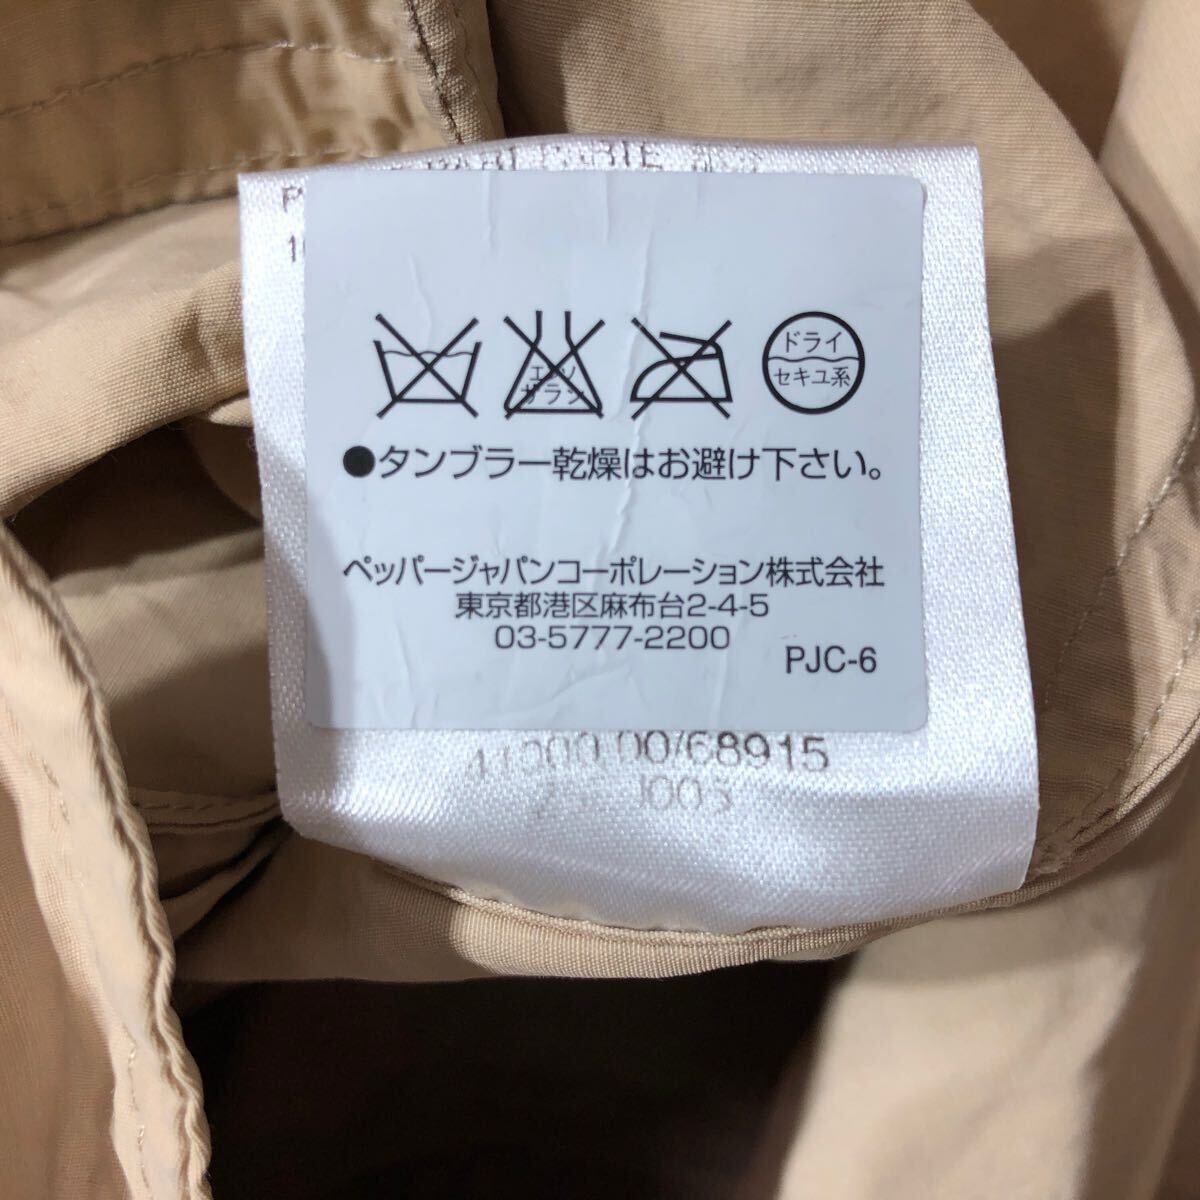 エンソ
サラシ
ドライ
セキユ系
●タンブラー乾燥はお避け下さい。
ペッパージャパンコーポレーション株式会社
東京都港区麻布台2-4-5
03-5777-2200
PJC-6
41000.00/68915